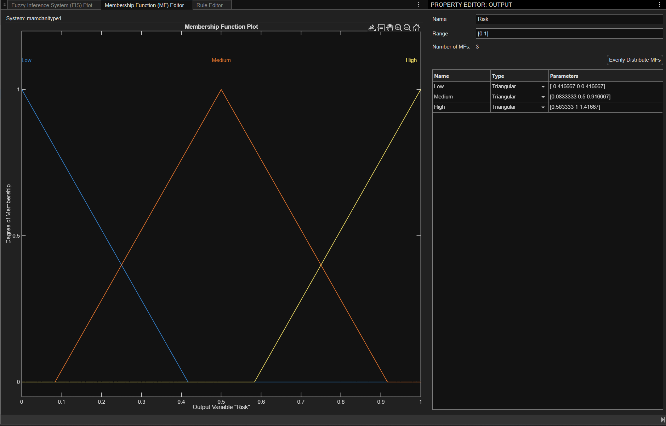 Fuzzy Inference System (FIS) Plot
Membership Function (MF) Editor
Rule Editor
System: mamdanitype1
Membership Function Plot
Low
Medium
High
1
0.5
0
Degree of Membership
0 0.1 0.2 0.3 0.4 0.5 0.6 0.7 0.8 0.9 1
Output Variable "Risk"
PROPERTY EDITOR: OUTPUT
Name Risk
Range [0 1]
Number of MFs: 3
Evenly Distribute MFs
Name Type Parameters
Low Triangular [-0.416667 0 0.416667]
Medium Triangular [0.0833333 0.5 0.916667]
High Triangular [0.583333 1 1.41667]